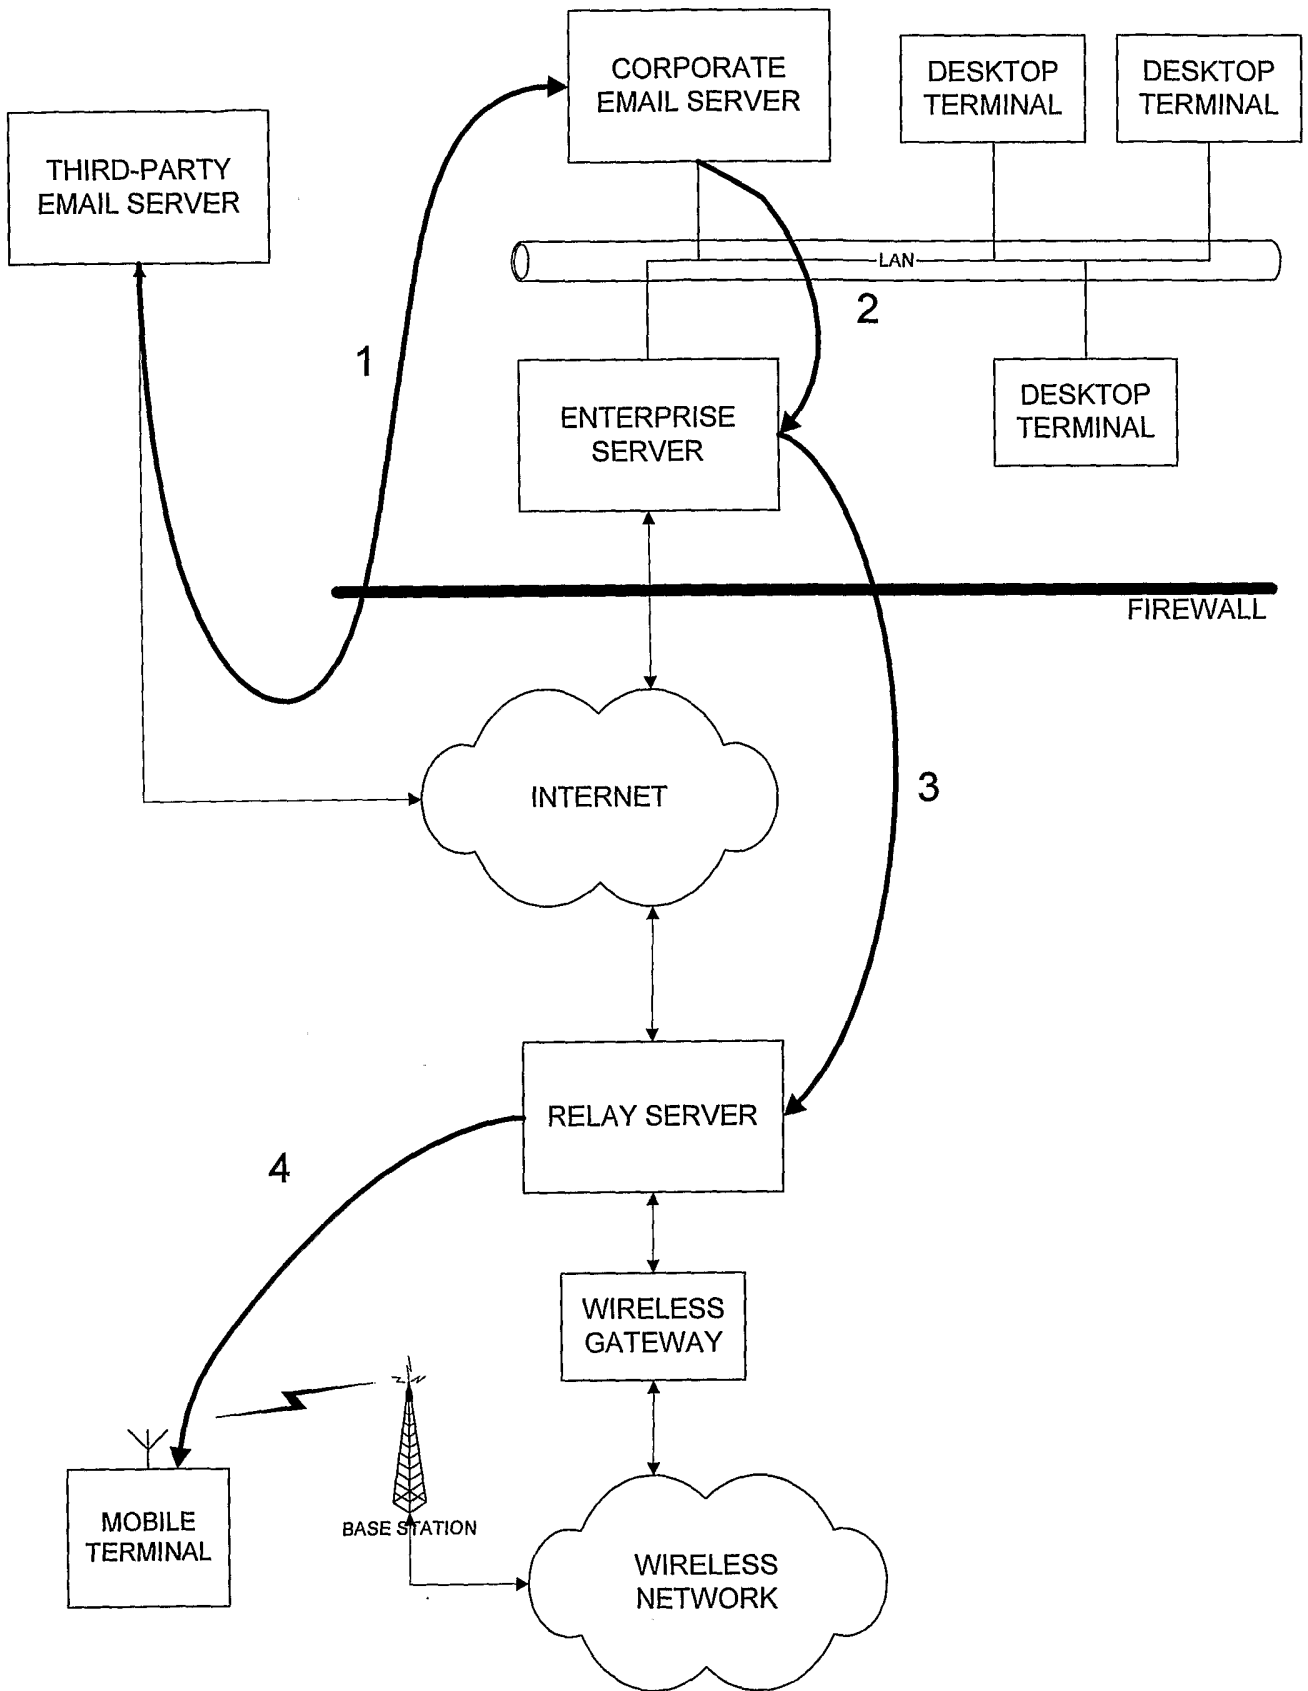 CORPORATE
EMAIL SERVER
DESKTOP
TERMINAL
DESKTOP
TERMINAL
THIRD-PARTY
EMAIL SERVER
LAN
2
1
ENTERPRISE
SERVER
DESKTOP
TERMINAL
FIREWALL
INTERNET
3
RELAY SERVER
4
WIRELESS
GATEWAY
MOBILE
TERMINAL
BASE STATION
WIRELESS
NETWORK